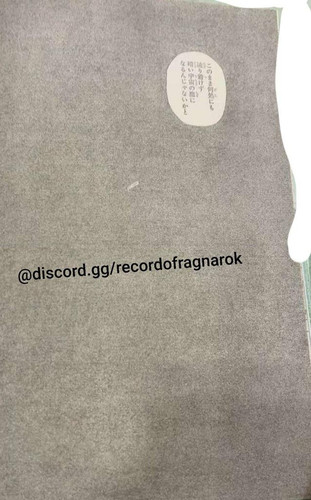 このまま何処にも
辿り着けず
暗い宇宙の塵に
なるんじゃないかと
@discord.gg/recordofragnarok